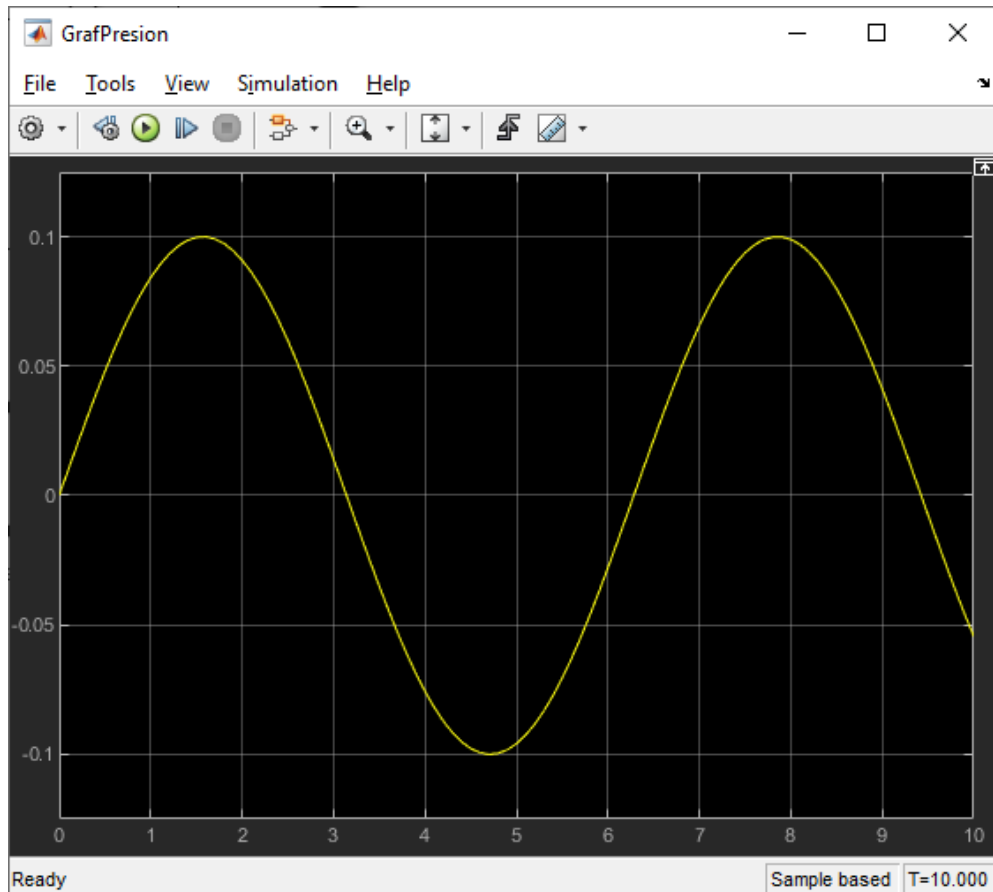 GrafPresion
File Tools View Simulation Help
0.1
0.05
0
-0.05
-0.1
0 1 2 3 4 5 6 7 8 9 10
Ready Sample based T=10.000